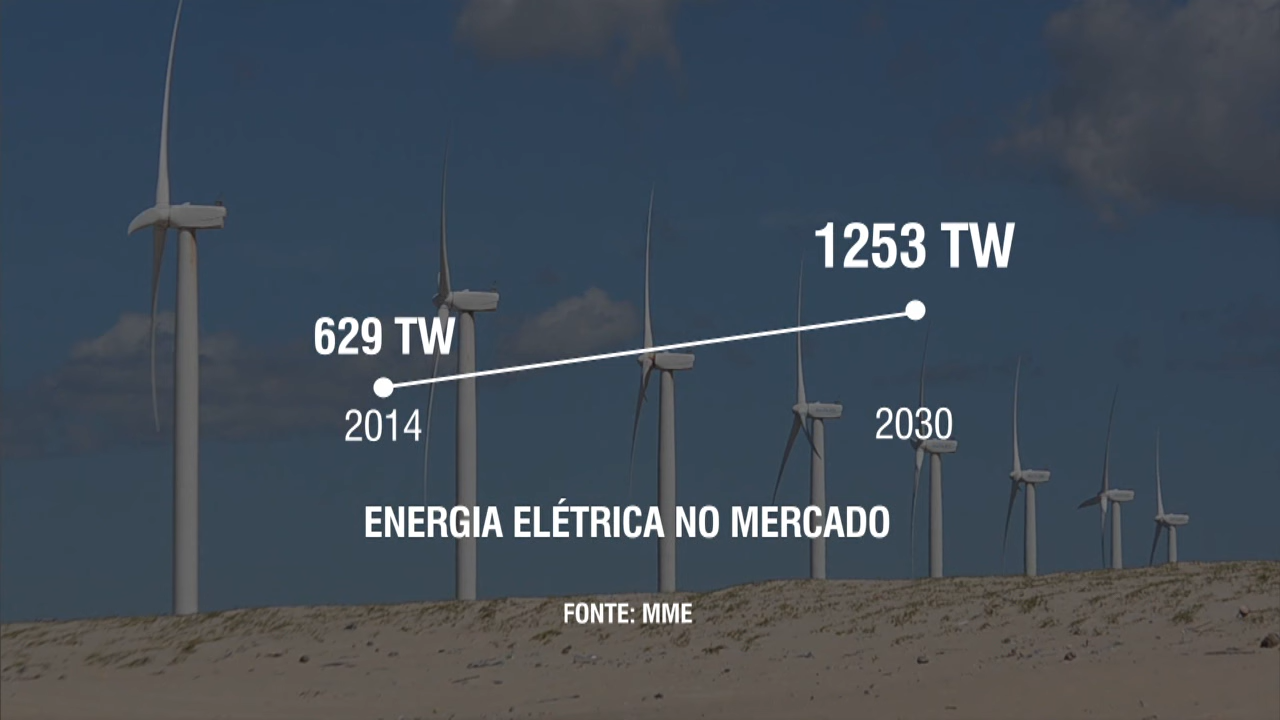 1253 TW
629 TW
2014
2030
ENERGIA ELÉTRICA NO MERCADO
FONTE: MME